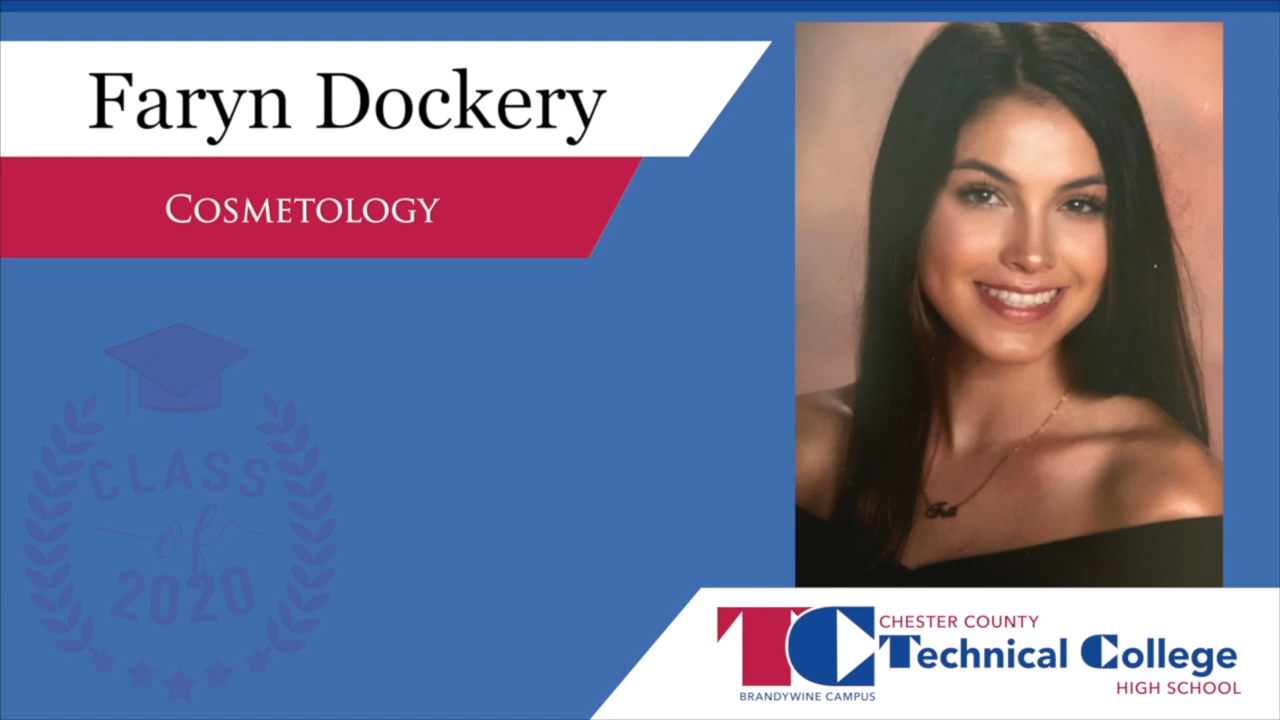 Faryn Dockery
Cosmetology
CLASS
of
2020
TC
CHESTER COUNTY
Technical College
HIGH SCHOOL
BRANDYWINE CAMPUS